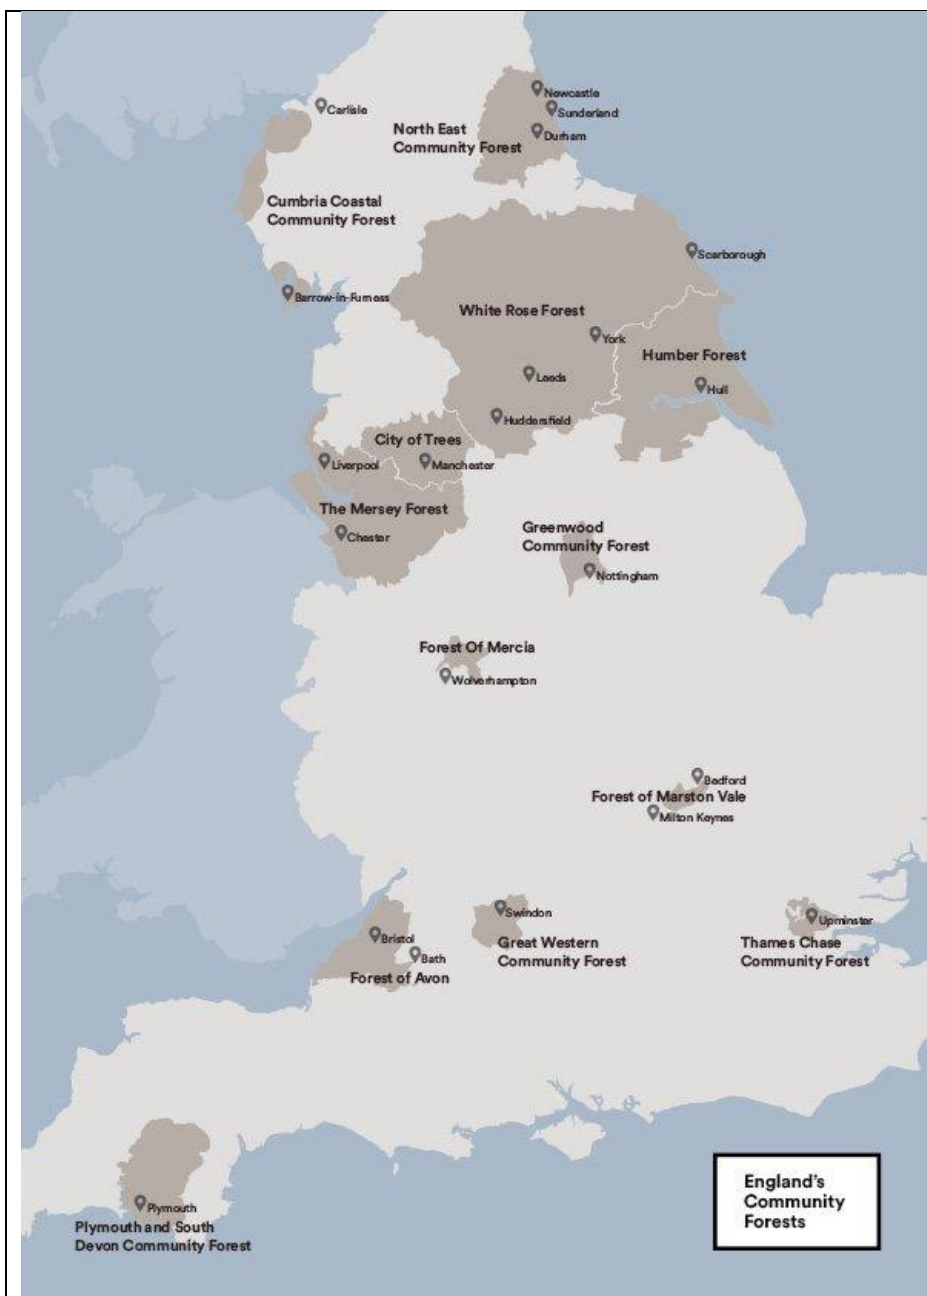 Newcastle
Carlisle
Sunderland
North East
Community Forest
Durham
Cumbria Coastal
Community Forest
Scarborough
Barrow-in-Furness
White Rose Forest
York
Humber Forest
Leeds
Hull
Huddersfield
City of Trees
Liverpool
Manchester
The Mersey Forest
Chester
Greenwood
Community Forest
Nottingham
Forest Of Mercia
Wolverhampton
Bedford
Forest of Marston Vale
Milton Keynes
Swindon
Upminster
Bristol
Bath
Great Western
Community Forest
Thames Chase
Community Forest
Forest of Avon
Plymouth
Plymouth and South
Devon Community Forest
England's
Community
Forests